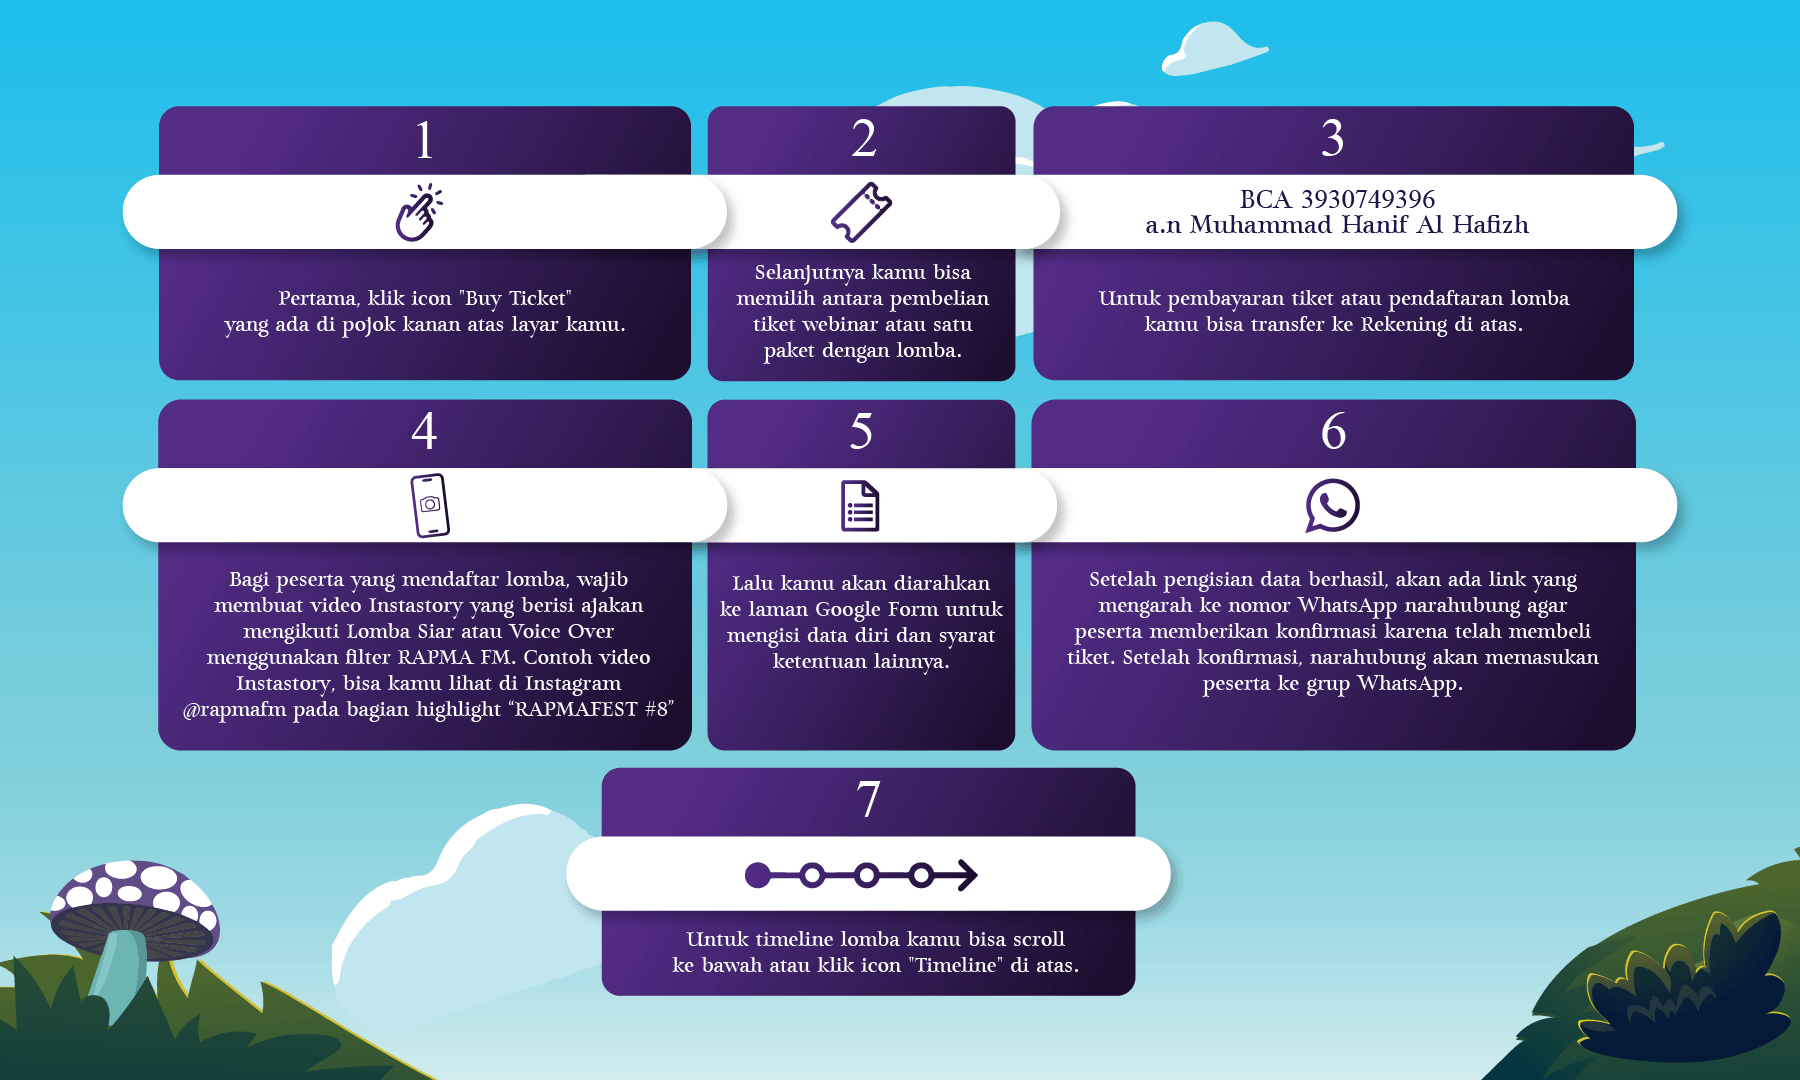 1
Pertama, klik icon "Buy Ticket"
yang ada di pojok kanan atas layar kamu.
2
Selanjutnya kamu bisa
memilih antara pembelian
tiket webinar atau satu
paket dengan lomba.
3
BCA 3930749396
a.n Muhammad Hanif Al Hafizh
Untuk pembayaran tiket atau pendaftaran lomba
kamu bisa transfer ke Rekening di atas.
4
Bagi peserta yang mendaftar lomba, wajib
membuat video Instastory yang berisi ajakan
mengikuti Lomba Siar atau Voice Over
menggunakan filter RAPMA FM. Contoh video
Instastory, bisa kamu lihat di Instagram
@rapmafm pada bagian highlight “RAPMAFEST #8”
5
Lalu kamu akan diarahkan
ke laman Google Form untuk
mengisi data diri dan syarat
ketentuan lainnya.
6
Setelah pengisian data berhasil, akan ada link yang
mengarah ke nomor WhatsApp narahubung agar
peserta memberikan konfirmasi karena telah membeli
tiket. Setelah konfirmasi, narahubung akan memasukan
peserta ke grup WhatsApp.
7
Untuk timeline lomba kamu bisa scroll
ke bawah atau klik icon "Timeline" di atas.